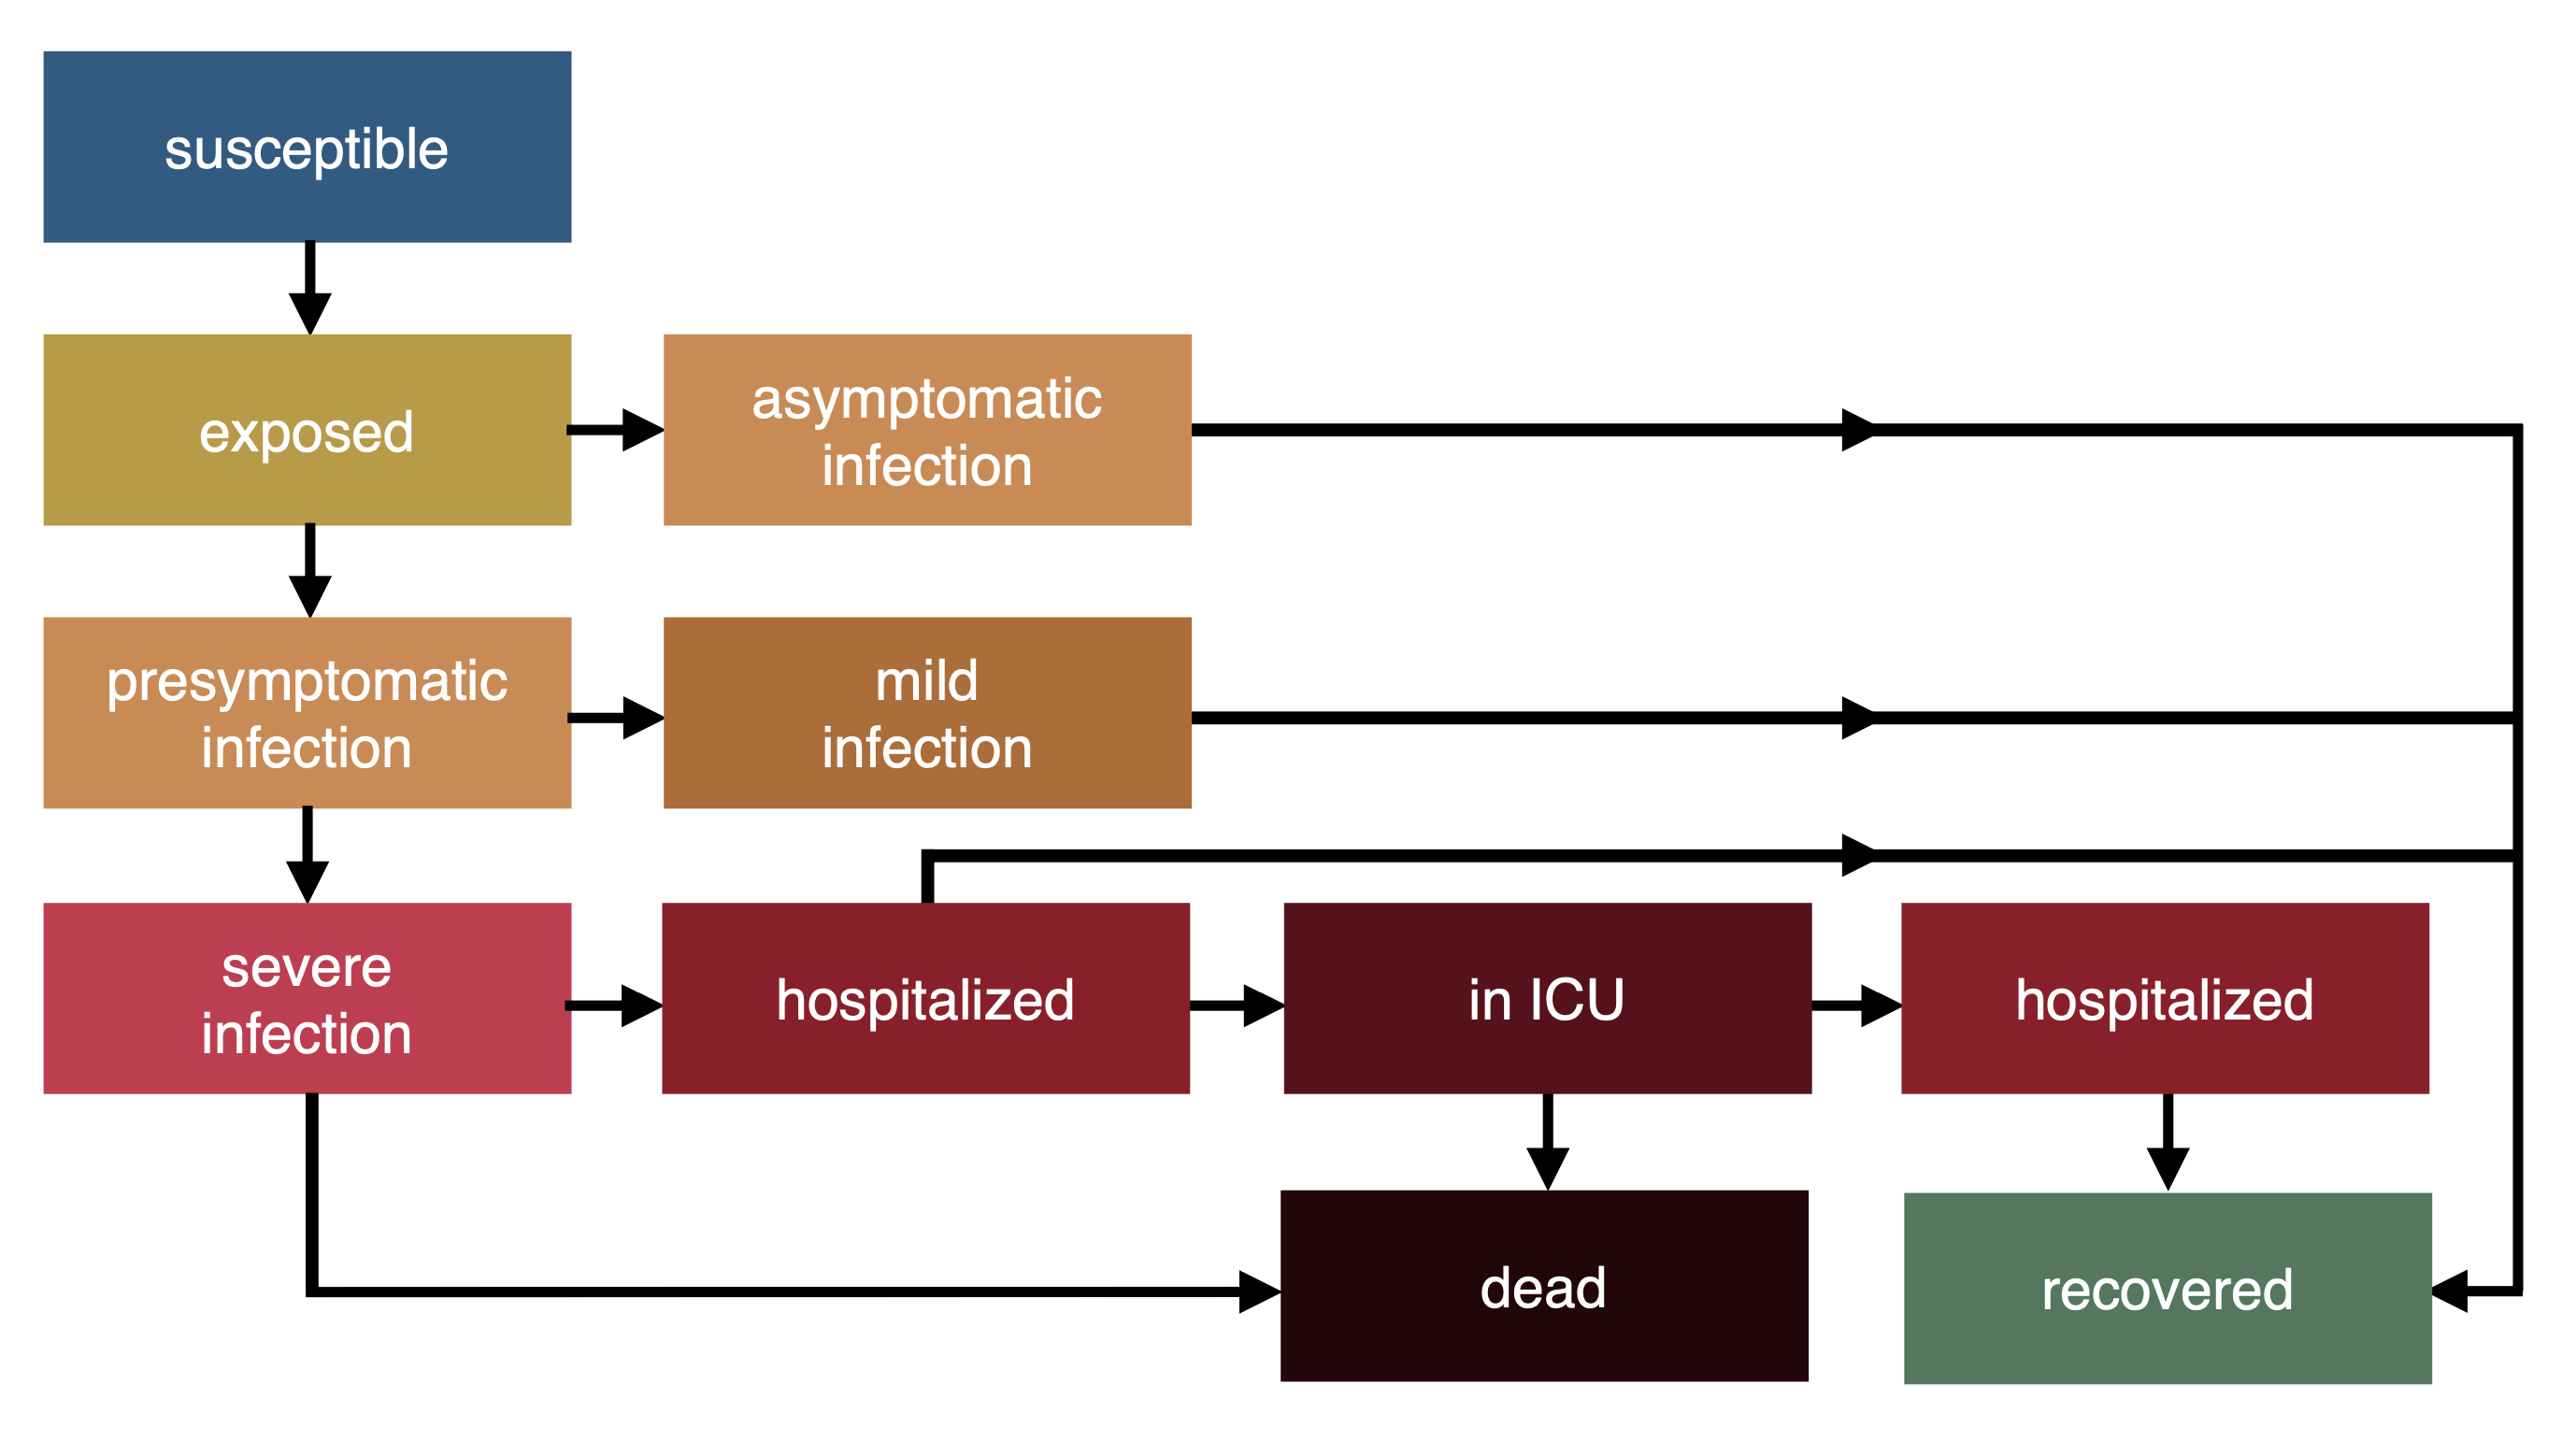 susceptible
exposed
asymptomatic
infection
presymptomatic
infection
mild
infection
severe
infection
hospitalized
in ICU
hospitalized
dead
recovered